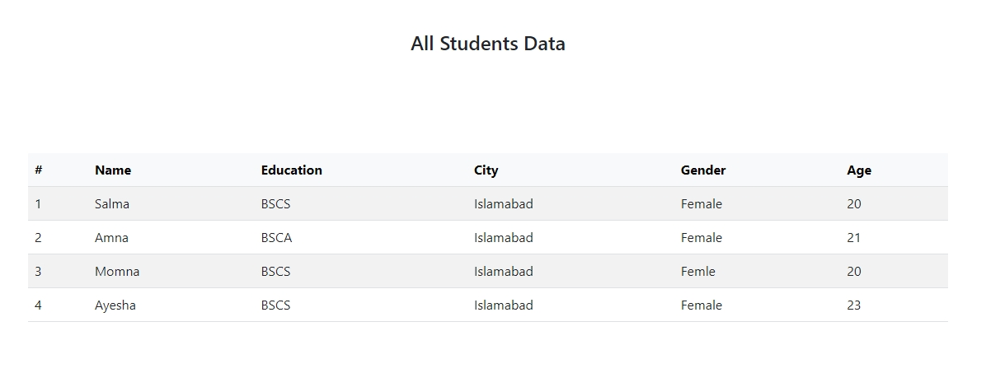 All Students Data
# Name Education City Gender Age
1 Salma BSCS Islamabad Female 20
2 Amna BSCA Islamabad Female 21
3 Momna BSCS Islamabad Femle 20
4 Ayesha BSCS Islamabad Female 23